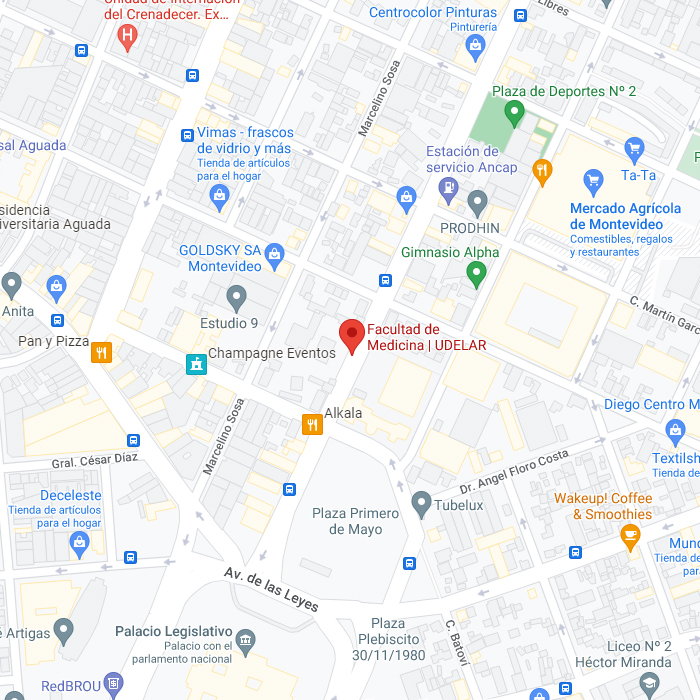 Unidad de Internación
del Crenadecer. Ex...
Centrocolor Pinturas
Pinturería
Libres
Marcelino Sosa
Plaza de Deportes Nº 2
Vimas - frascos
de vidrio y más
Tienda de artículos
para el hogar
sal Aguada
Estación de
servicio Ancap
Ta-Ta
Mercado Agrícola
de Montevideo
Comestibles, regalos
y restaurantes
sidencia
iversitaria Aguada
PRODHIN
GOLDSKY SA
Montevideo
Gimnasio Alpha
Anita
Estudio 9
C. Martín Garc
Pan y Pizza
Champagne Eventos
Facultad de
Medicina | UDELAR
Alkala
Diego Centro M
Marcelino Sosa
Gral. César Díaz
Dr. Angel Floro Costa
Textilsh
Tienda de
Deceleste
Tienda de artículos
para el hogar
Plaza Primero
de Mayo
Tubelux
Wakeup! Coffee
& Smoothies
Mund
Tienda de
par
Av. de las Leyes
Artigas
Palacio Legislativo
Palacio con el
parlamento nacional
Plaza
Plebiscito
30/11/1980
C. Batoví
Liceo Nº 2
Héctor Miranda
RedBROU